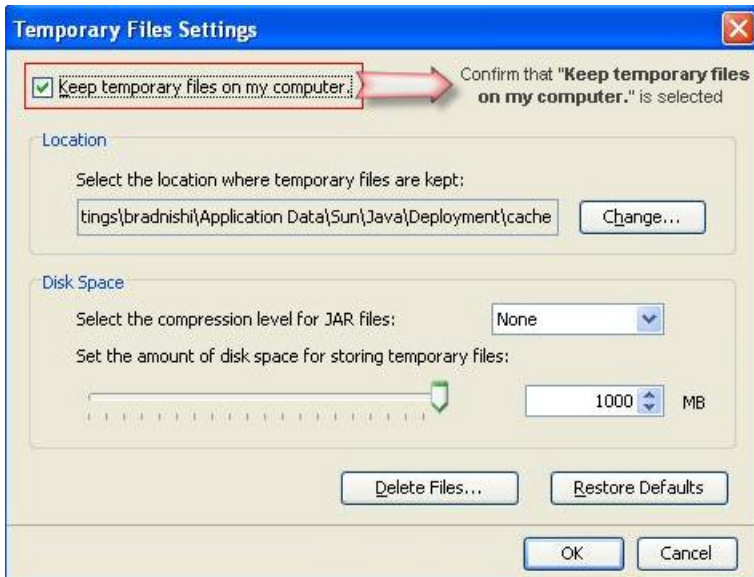 Temporary Files Settings
Keep temporary files on my computer.
Confirm that "Keep temporary files
on my computer." is selected
Location
Select the location where temporary files are kept:
tings\bradnishi\Application Data\Sun\Java\Deployment\cache
Change...
Disk Space
Select the compression level for JAR files:
None
Set the amount of disk space for storing temporary files:
1000 MB
Delete Files...
Restore Defaults
OK
Cancel